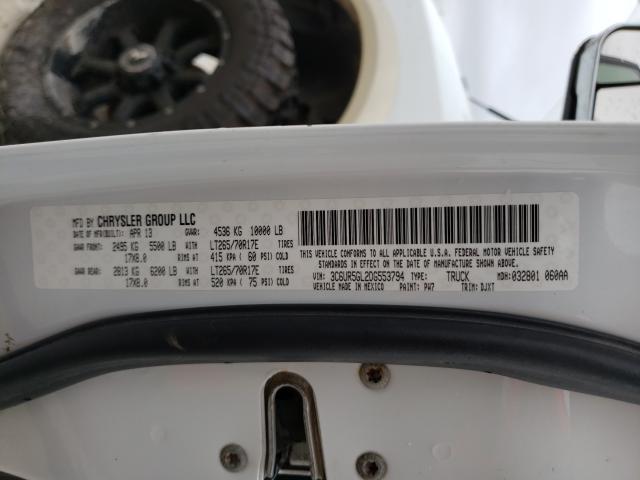 MFD BY CHRYSLER GROUP LLC
DATE OF MFG(BUILT): APR 13 GVWR: 4536 KG 10000 LB
GAWR FRONT: 2495 KG 5500 LB WITH LT265/70R17E TIRES
17X8.0 RIMS AT 415 KPA ( 60 PSI) COLD
GAWR REAR: 2813 KG 6200 LB WITH LT265/70R17E TIRES
17X8.0 RIMS AT 520 KPA ( 75 PSI) COLD
THIS VEHICLE CONFORMS TO ALL APPLICABLE U.S.A. FEDERAL MOTOR VEHICLE SAFETY
STANDARDS IN EFFECT ON THE DATE OF MANUFACTURE SHOWN ABOVE.
VIN: 3C6UR5GL2DG553794 TYPE: TRUCK MDH: 032801 060AA
VEHICLE MADE IN MEXICO PAINT: PW7 TRIM: DJXT